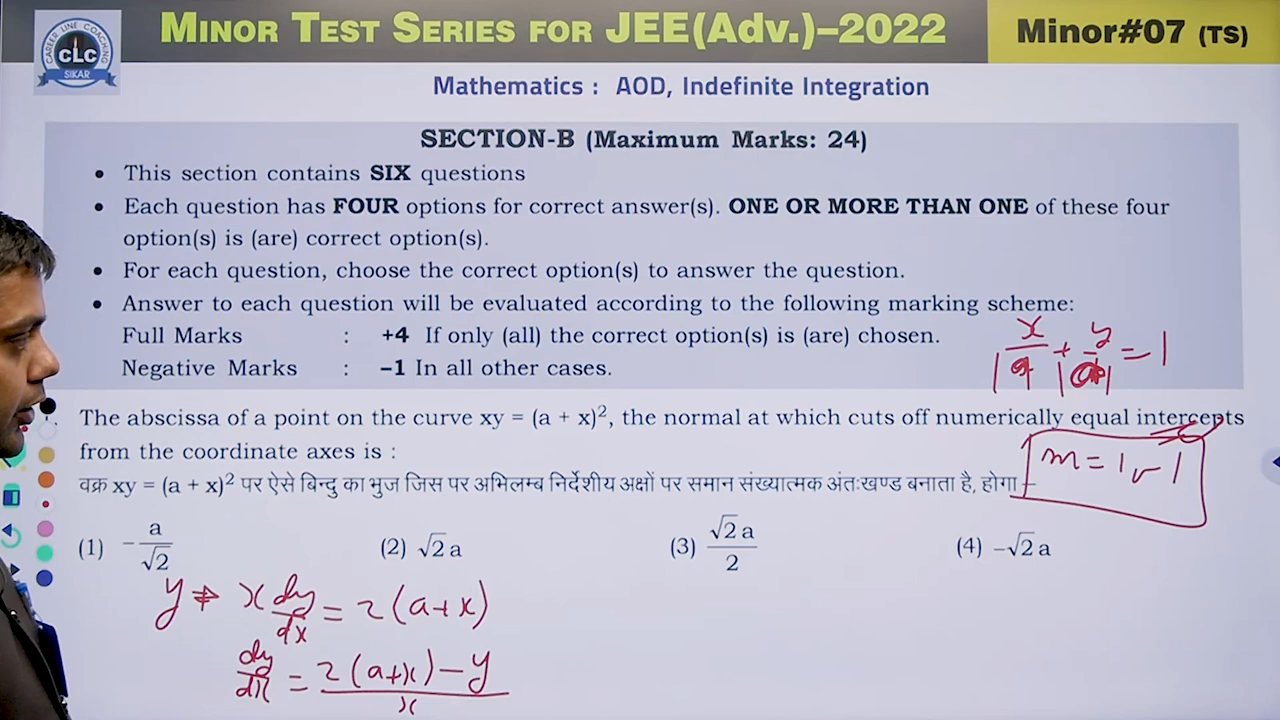 CAREER LINE COACHING
CLC
SIKAR
MINOR TEST SERIES FOR JEE(ADV.)–2022
Minor#07 (TS)
Mathematics : AOD, Indefinite Integration
SECTION-B (Maximum Marks: 24)
• This section contains SIX questions
• Each question has FOUR options for correct answer(s). ONE OR MORE THAN ONE of these four
option(s) is (are) correct option(s).
• For each question, choose the correct option(s) to answer the question.
• Answer to each question will be evaluated according to the following marking scheme:
Full Marks : +4 If only (all) the correct option(s) is (are) chosen.
Negative Marks : –1 In all other cases.
x/|a| + y/|a| = 1
The abscissa of a point on the curve xy = (a + x)², the normal at which cuts off numerically equal intercepts
from the coordinate axes is :
वक्र xy = (a + x)² पर ऐसे बिन्दु का भुज जिस पर अभिलम्ब निर्देशीय अक्षों पर समान संख्यात्मक अंतःखण्ड बनाता है, होगा –
m = 1 v -1
(1) -a/√2 (2) √2 a (3) √2 a/2 (4) –√2 a
y + x dy/dx = 2(a+x)
dy/dx = 2(a+x) - y / x